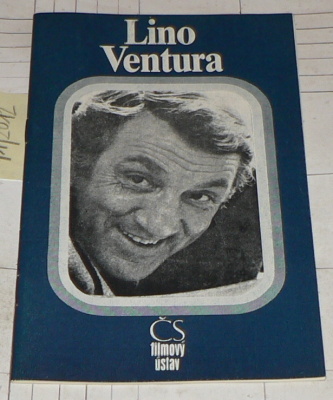 Lino
Ventura
ČS
filmový
ústav